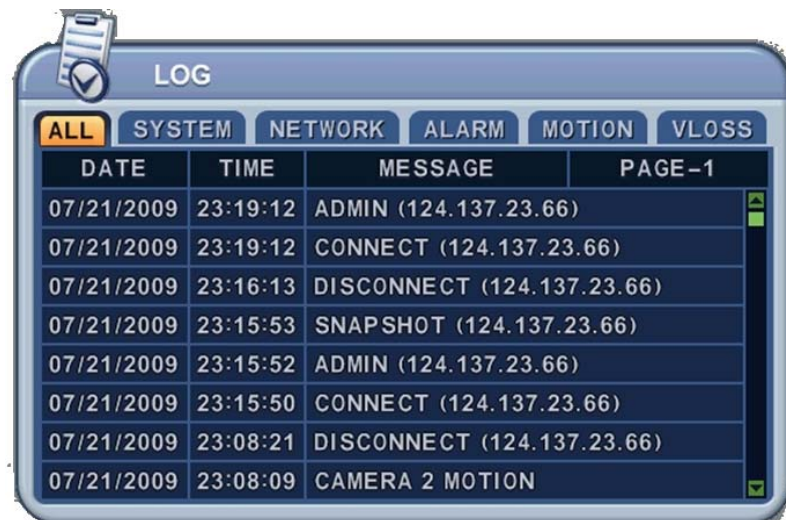 LOG
ALL SYSTEM NETWORK ALARM MOTION VLOSS
DATE TIME MESSAGE PAGE-1
07/21/2009 23:19:12 ADMIN (124.137.23.66)
07/21/2009 23:19:12 CONNECT (124.137.23.66)
07/21/2009 23:16:13 DISCONNECT (124.137.23.66)
07/21/2009 23:15:53 SNAPSHOT (124.137.23.66)
07/21/2009 23:15:52 ADMIN (124.137.23.66)
07/21/2009 23:15:50 CONNECT (124.137.23.66)
07/21/2009 23:08:21 DISCONNECT (124.137.23.66)
07/21/2009 23:08:09 CAMERA 2 MOTION